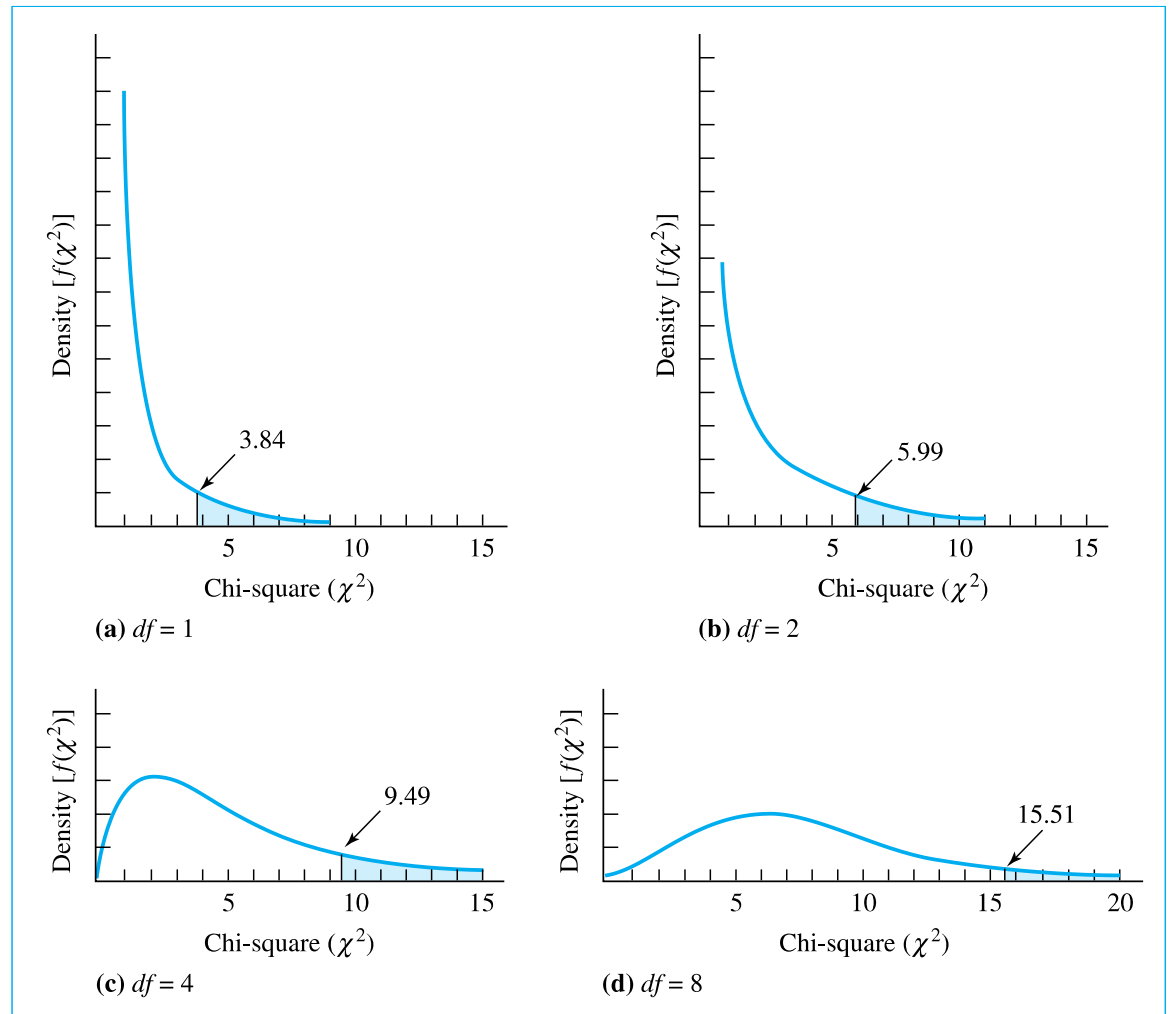 Density [f(χ²)]
3.84
5 10 15
Chi-square (χ²)
(a) df = 1
Density [f(χ²)]
5.99
5 10 15
Chi-square (χ²)
(b) df = 2
Density [f(χ²)]
9.49
5 10 15
Chi-square (χ²)
(c) df = 4
Density [f(χ²)]
15.51
5 10 15 20
Chi-square (χ²)
(d) df = 8